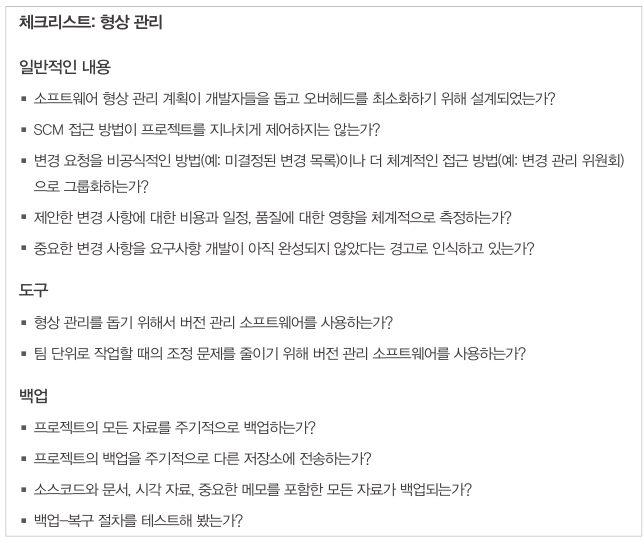 체크리스트: 형상 관리
일반적인 내용
▪ 소프트웨어 형상 관리 계획이 개발자들을 돕고 오버헤드를 최소화하기 위해 설계되었는가?
▪ SCM 접근 방법이 프로젝트를 지나치게 제어하지는 않는가?
▪ 변경 요청을 비공식적인 방법(예: 미결정된 변경 목록)이나 더 체계적인 접근 방법(예: 변경 관리 위원회)
으로 그룹화하는가?
▪ 제안한 변경 사항에 대한 비용과 일정, 품질에 대한 영향을 체계적으로 측정하는가?
▪ 중요한 변경 사항을 요구사항 개발이 아직 완성되지 않았다는 경고로 인식하고 있는가?
도구
▪ 형상 관리를 돕기 위해서 버전 관리 소프트웨어를 사용하는가?
▪ 팀 단위로 작업할 때의 조정 문제를 줄이기 위해 버전 관리 소프트웨어를 사용하는가?
백업
▪ 프로젝트의 모든 자료를 주기적으로 백업하는가?
▪ 프로젝트의 백업을 주기적으로 다른 저장소에 전송하는가?
▪ 소스코드와 문서, 시각 자료, 중요한 메모를 포함한 모든 자료가 백업되는가?
▪ 백업-복구 절차를 테스트해 봤는가?